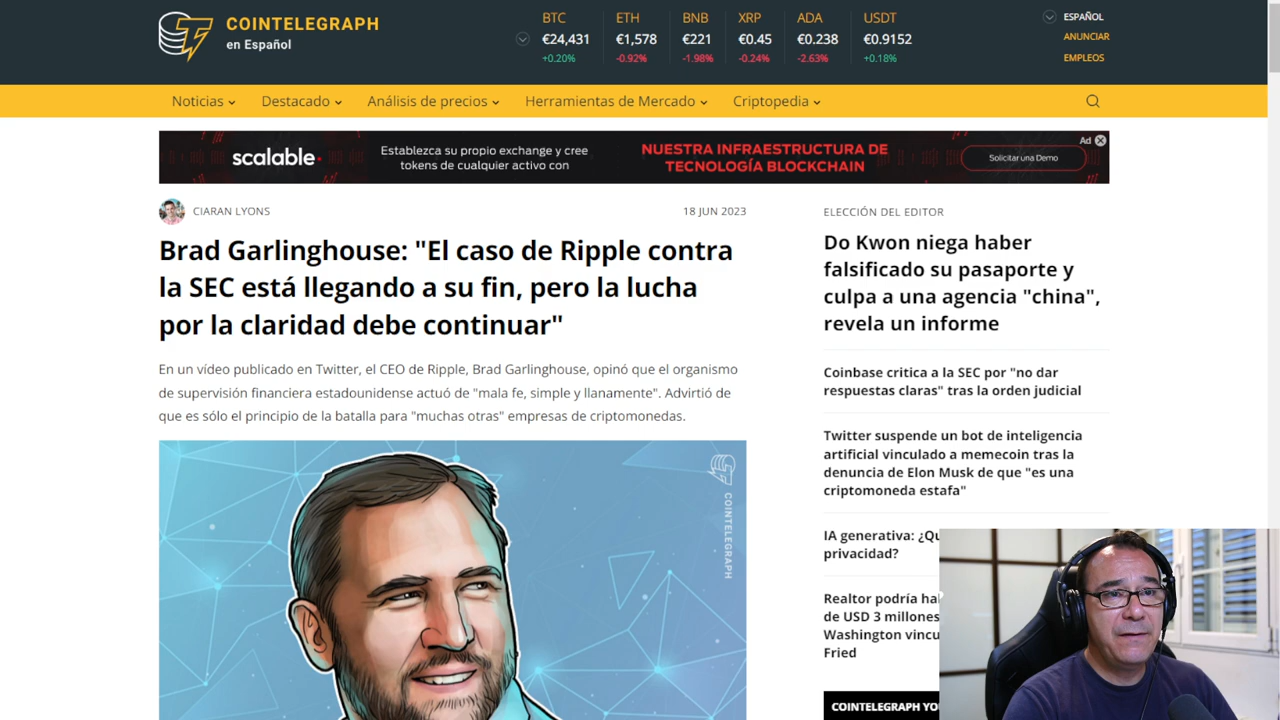 COINTELEGRAPH
en Español
BTC
€24,431
+0.20%
ETH
€1,578
-0.92%
BNB
€221
-1.98%
XRP
€0.45
-0.24%
ADA
€0.238
-2.63%
USDT
€0.9152
+0.18%
ESPAÑOL
ANUNCIAR
EMPLEOS
Noticias
Destacado
Análisis de precios
Herramientas de Mercado
Criptopedia
scalable
Establezca su propio exchange y cree
tokens de cualquier activo con
NUESTRA INFRAESTRUCTURA DE
TECNOLOGÍA BLOCKCHAIN
Solicitar una Demo
Ad
CIARAN LYONS
18 JUN 2023
Brad Garlinghouse: "El caso de Ripple contra
la SEC está llegando a su fin, pero la lucha
por la claridad debe continuar"
En un vídeo publicado en Twitter, el CEO de Ripple, Brad Garlinghouse, opinó que el organismo
de supervisión financiera estadounidense actuó de "mala fe, simple y llanamente". Advirtió de
que es sólo el principio de la batalla para "muchas otras" empresas de criptomonedas.
COINTELEGRAPH
ELECCIÓN DEL EDITOR
Do Kwon niega haber
falsificado su pasaporte y
culpa a una agencia "china",
revela un informe
Coinbase critica a la SEC por "no dar
respuestas claras" tras la orden judicial
Twitter suspende un bot de inteligencia
artificial vinculado a memecoin tras la
denuncia de Elon Musk de que "es una
criptomoneda estafa"
IA generativa: ¿Qu
privacidad?
Realtor podría ha
de USD 3 millones
Washington vincu
Fried
COINTELEGRAPH YO